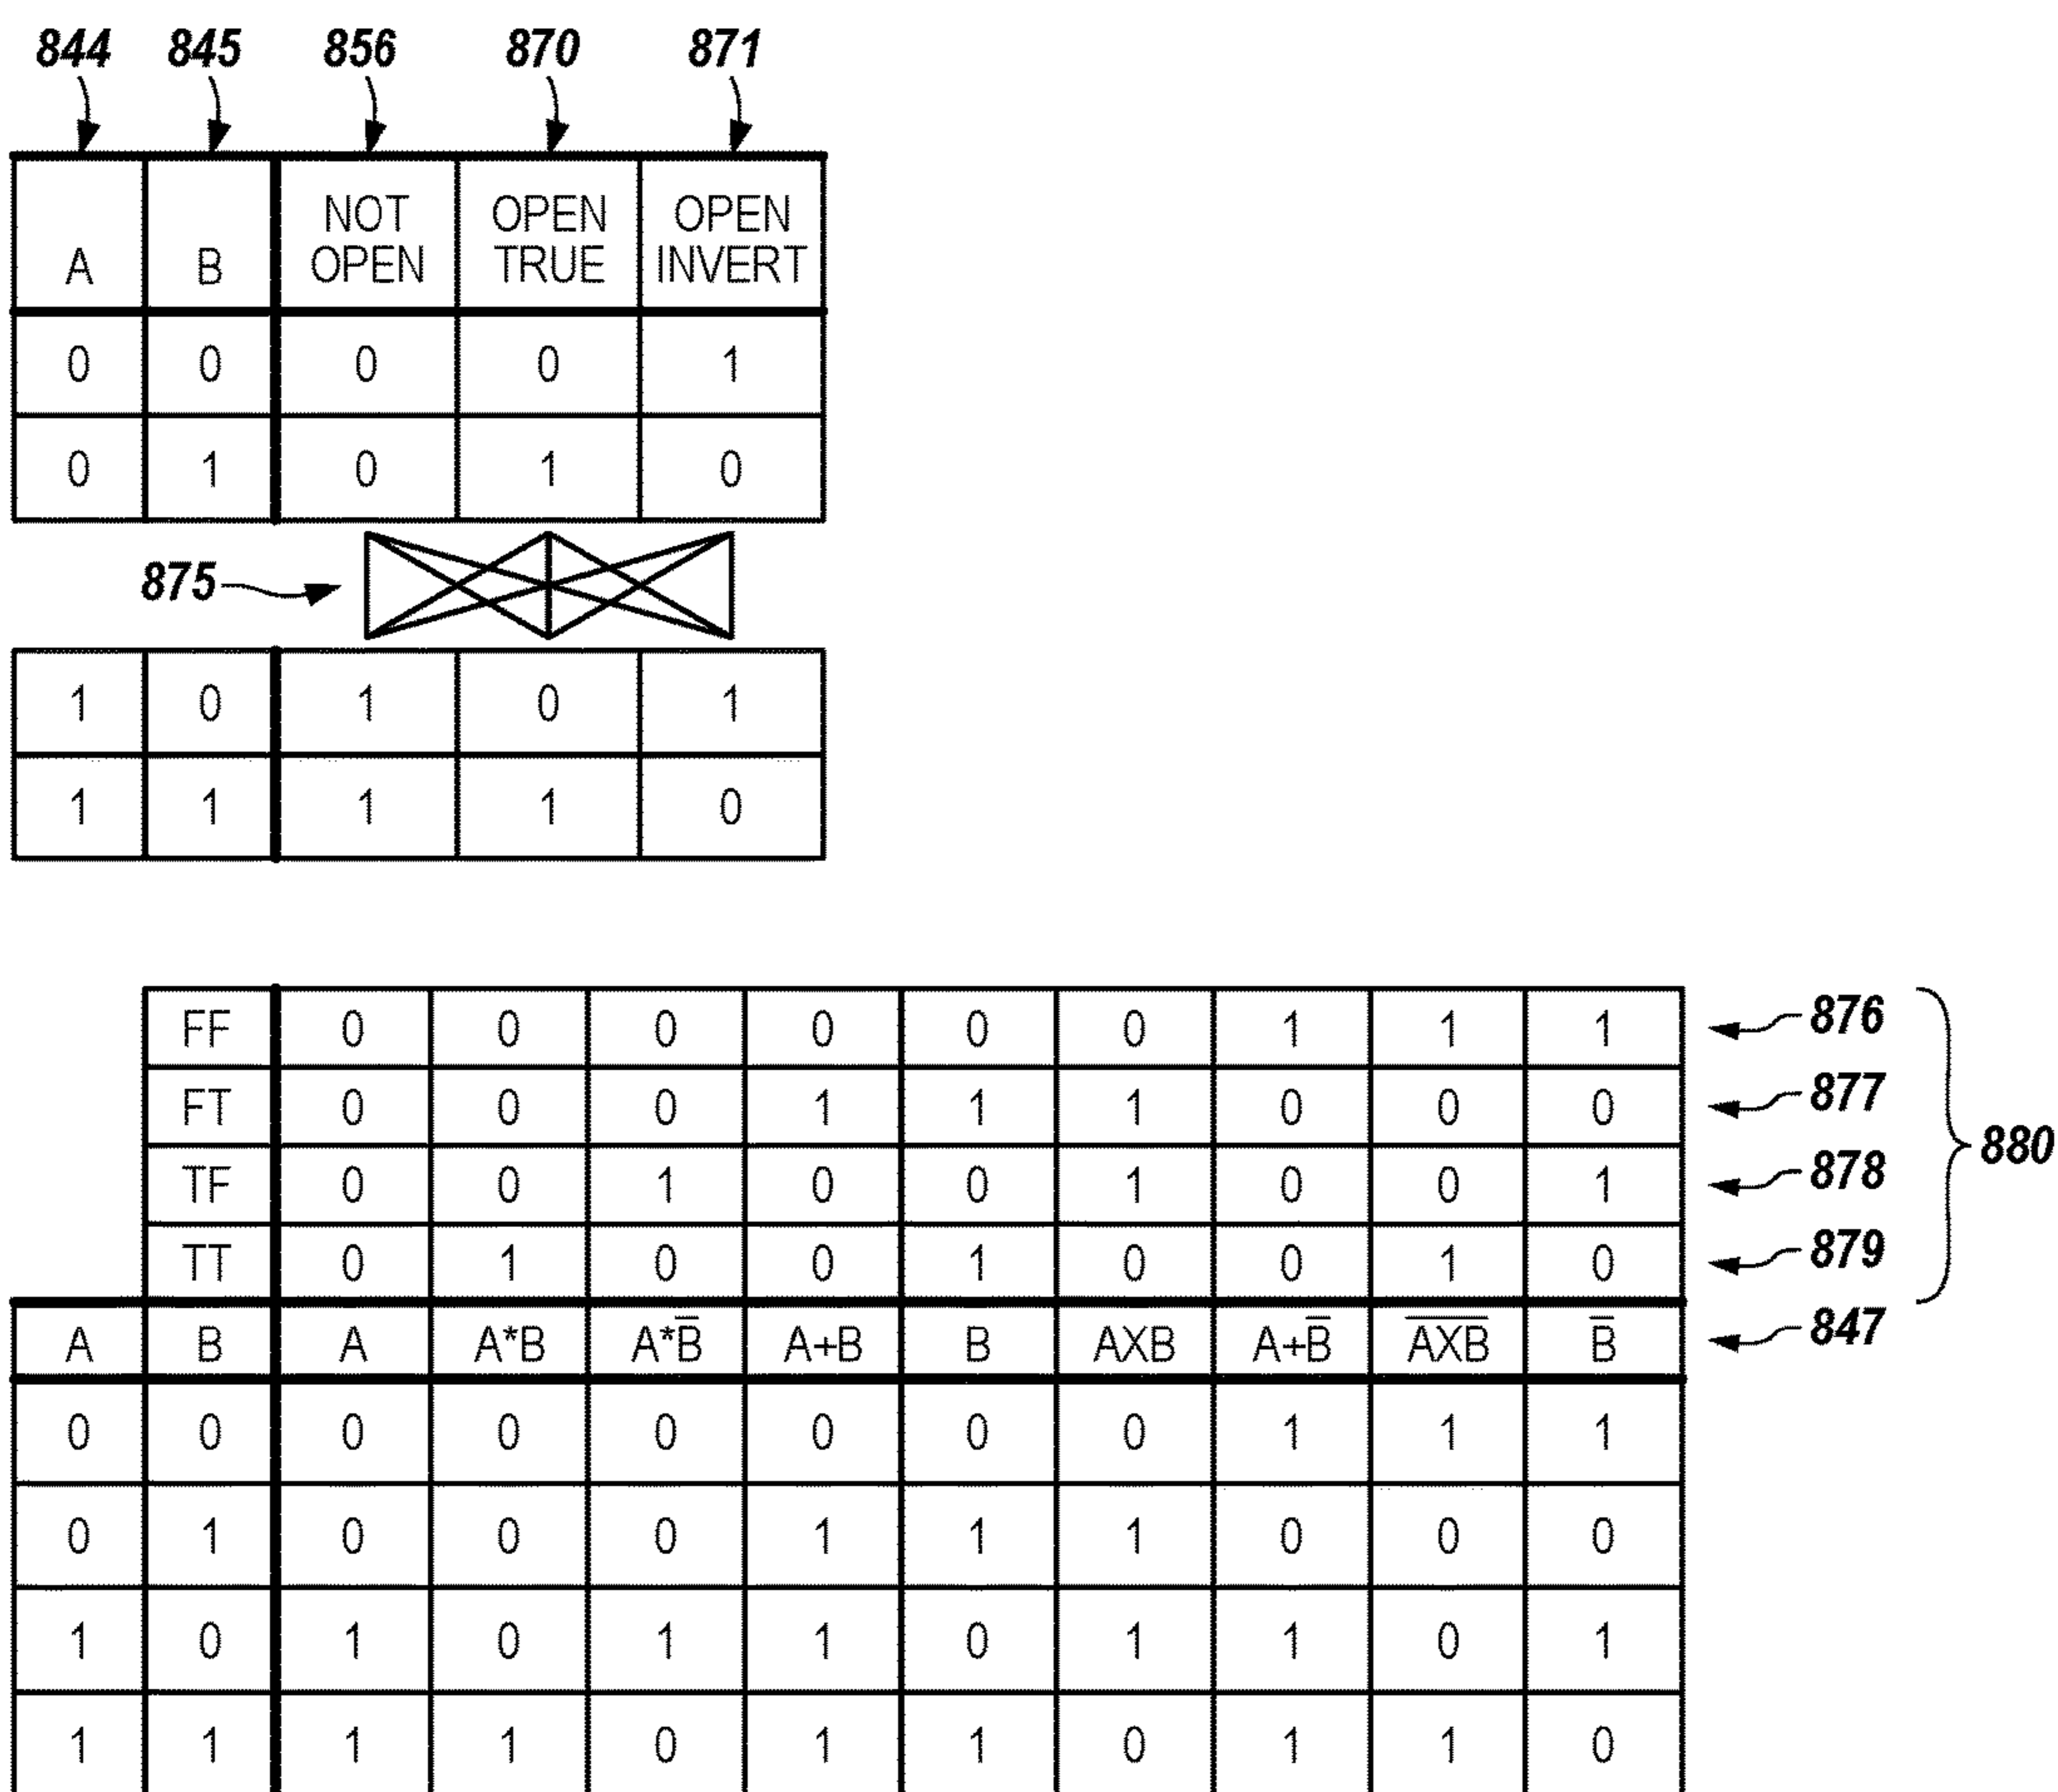 844 845 856 870 871
A B NOT OPEN OPEN TRUE OPEN INVERT
0 0 0 0 1
0 1 0 1 0
875
1 0 1 0 1
1 1 1 1 0
FF 0 0 0 0 0 0 1 1 1 876
FT 0 0 0 1 1 1 0 0 0 877
880
TF 0 0 1 0 0 1 0 0 1 878
TT 0 1 0 0 1 0 0 1 0 879
A B A A*B A*B̅ A+B B AXB A+B̅ A̅X̅B̅ B̅ 847
0 0 0 0 0 0 0 0 1 1 1
0 1 0 0 0 1 1 1 0 0 0
1 0 1 0 1 1 0 1 1 0 1
1 1 1 1 0 1 1 0 1 1 0